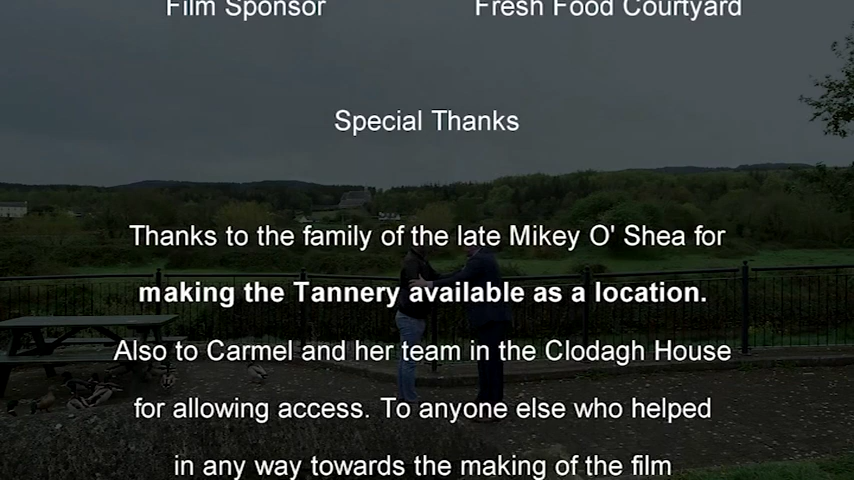 Film Sponsor Fresh Food Courtyard
Special Thanks
Thanks to the family of the late Mikey O' Shea for
making the Tannery available as a location.
Also to Carmel and her team in the Clodagh House
for allowing access. To anyone else who helped
in any way towards the making of the film